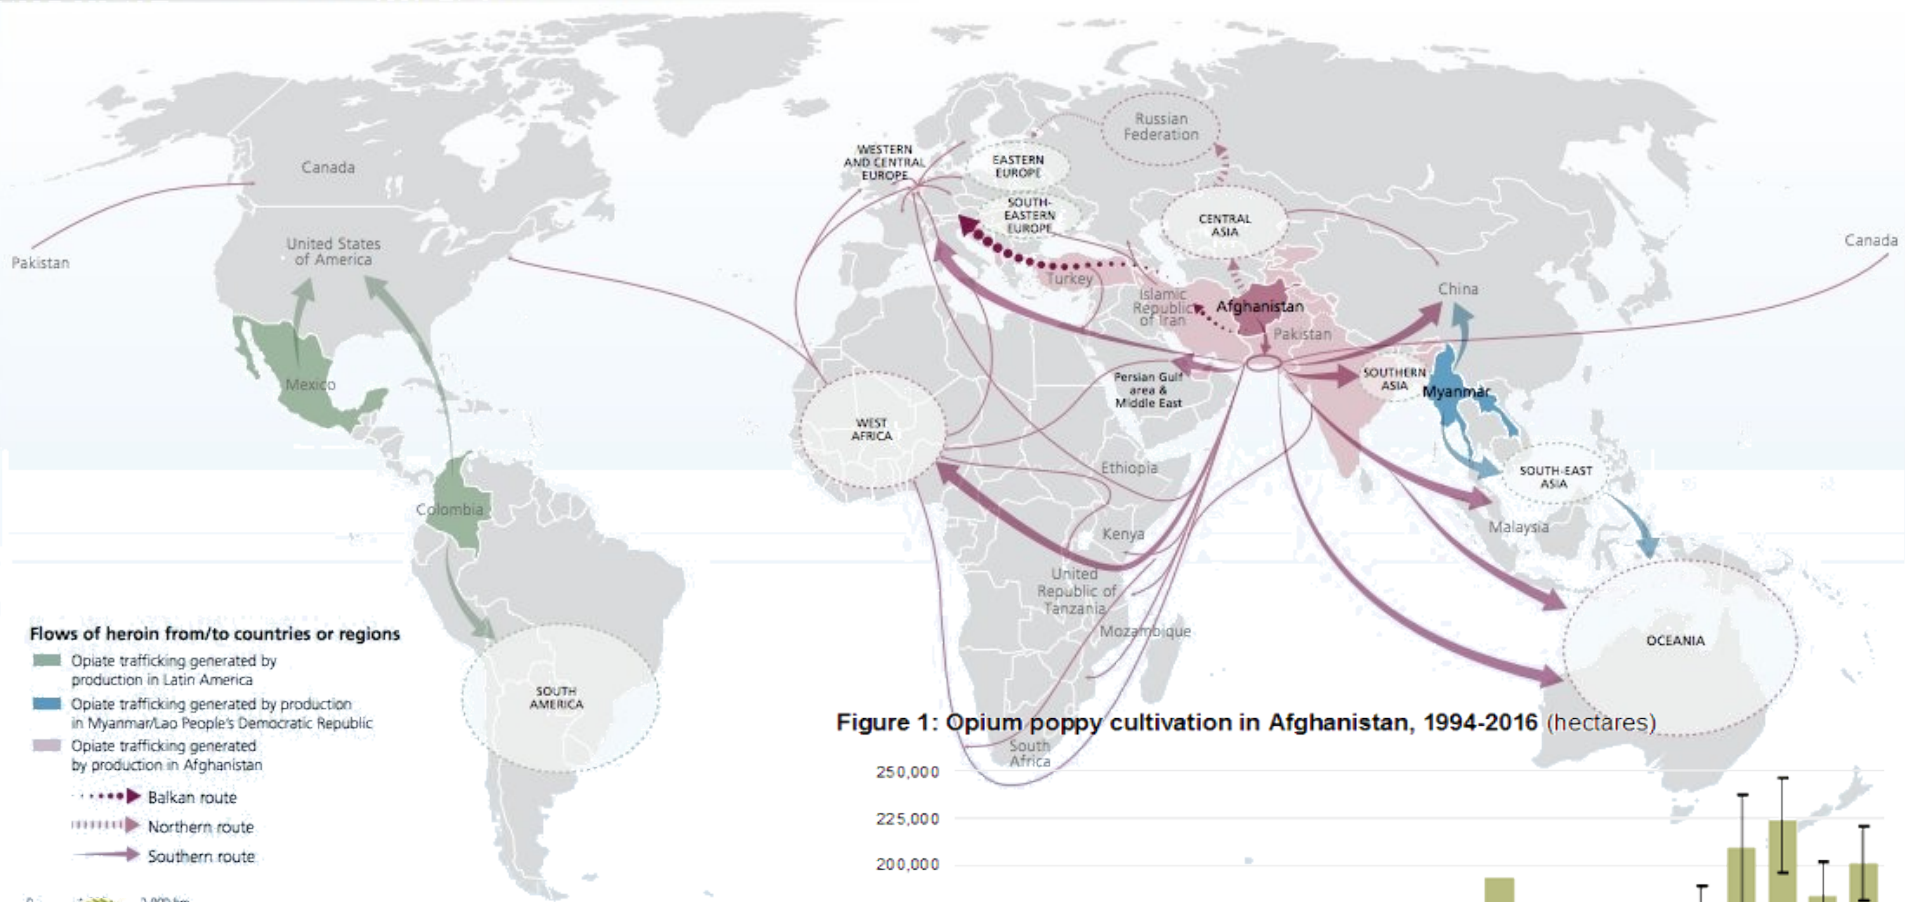 Russian
Federation
WESTERN
AND CENTRAL
EUROPE
EASTERN
EUROPE
Canada
SOUTH-
EASTERN
EUROPE
CENTRAL
ASIA
United States
of America
Canada
Pakistan
Turkey
China
Islamic
Republic
of Iran
Afghanistan
Pakistan
Mexico
Persian Gulf
area &
Middle East
SOUTHERN
ASIA
Myanmar
WEST
AFRICA
Ethiopia
SOUTH-EAST
ASIA
Colombia
Kenya
Malaysia
United
Republic of
Tanzania
Mozambique
OCEANIA
SOUTH
AMERICA
South
Africa
Flows of heroin from/to countries or regions
Opiate trafficking generated by
production in Latin America
Opiate trafficking generated by production
in Myanmar/Lao People's Democratic Republic
Opiate trafficking generated
by production in Afghanistan
Balkan route
Northern route
Southern route
Figure 1: Opium poppy cultivation in Afghanistan, 1994-2016 (hectares)
250,000
225,000
200,000